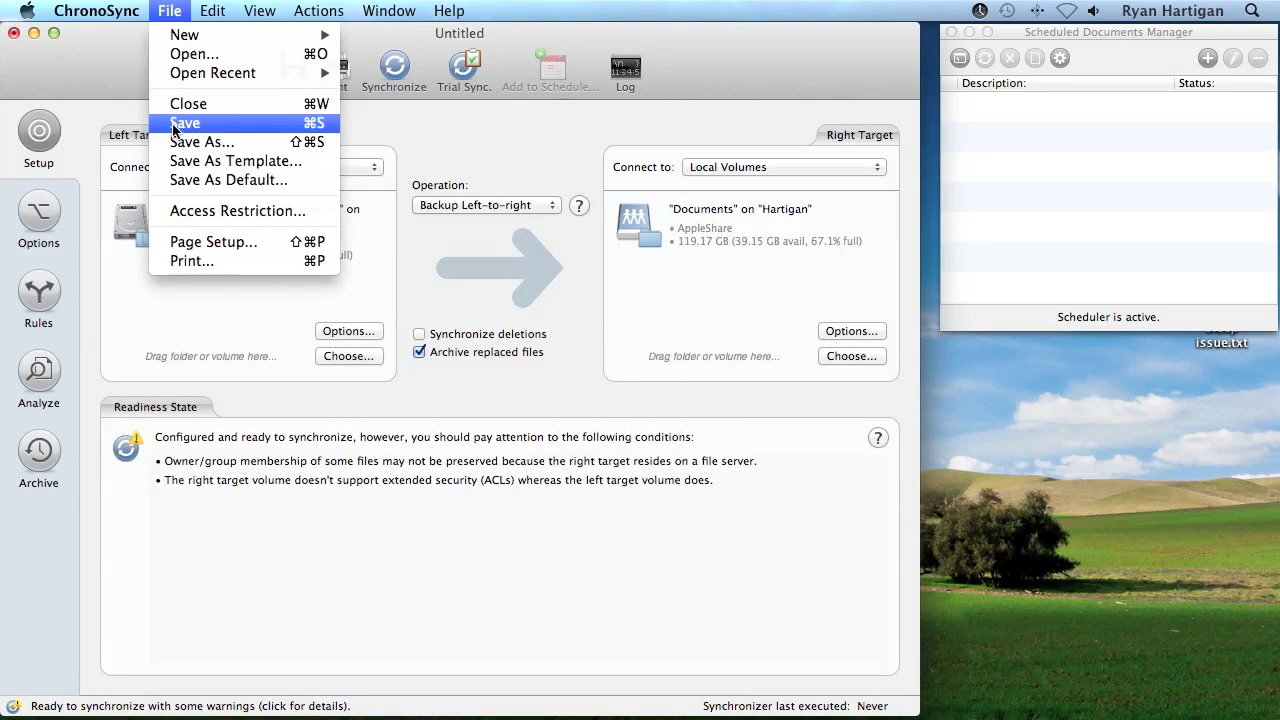 ChronoSync File Edit View Actions Window Help Ryan Hartigan
Untitled
New
Open... ⌘O
Open Recent
Close ⌘W
Save ⌘S
Save As... ⇧⌘S
Save As Template...
Save As Default...
Access Restriction...
Page Setup... ⇧⌘P
Print... ⌘P
Synchronize Trial Sync. Add to Schedule... Log
Setup
Options
Rules
Analyze
Archive
Left
Right Target
Connect to: Local Volumes
Operation:
Backup Left-to-right ?
on
"Documents" on "Hartigan"
• AppleShare
• 119.17 GB (39.15 GB avail, 67.1% full)
Options...
Drag folder or volume here... Choose...
Synchronize deletions
Archive replaced files
Options...
Drag folder or volume here... Choose...
Readiness State
Configured and ready to synchronize, however, you should pay attention to the following conditions: ?
• Owner/group membership of some files may not be preserved because the right target resides on a file server.
• The right target volume doesn't support extended security (ACLs) whereas the left target volume does.
Ready to synchronize with some warnings (click for details).
Synchronizer last executed: Never
Scheduled Documents Manager
Description: Status:
Scheduler is active.
issue.txt